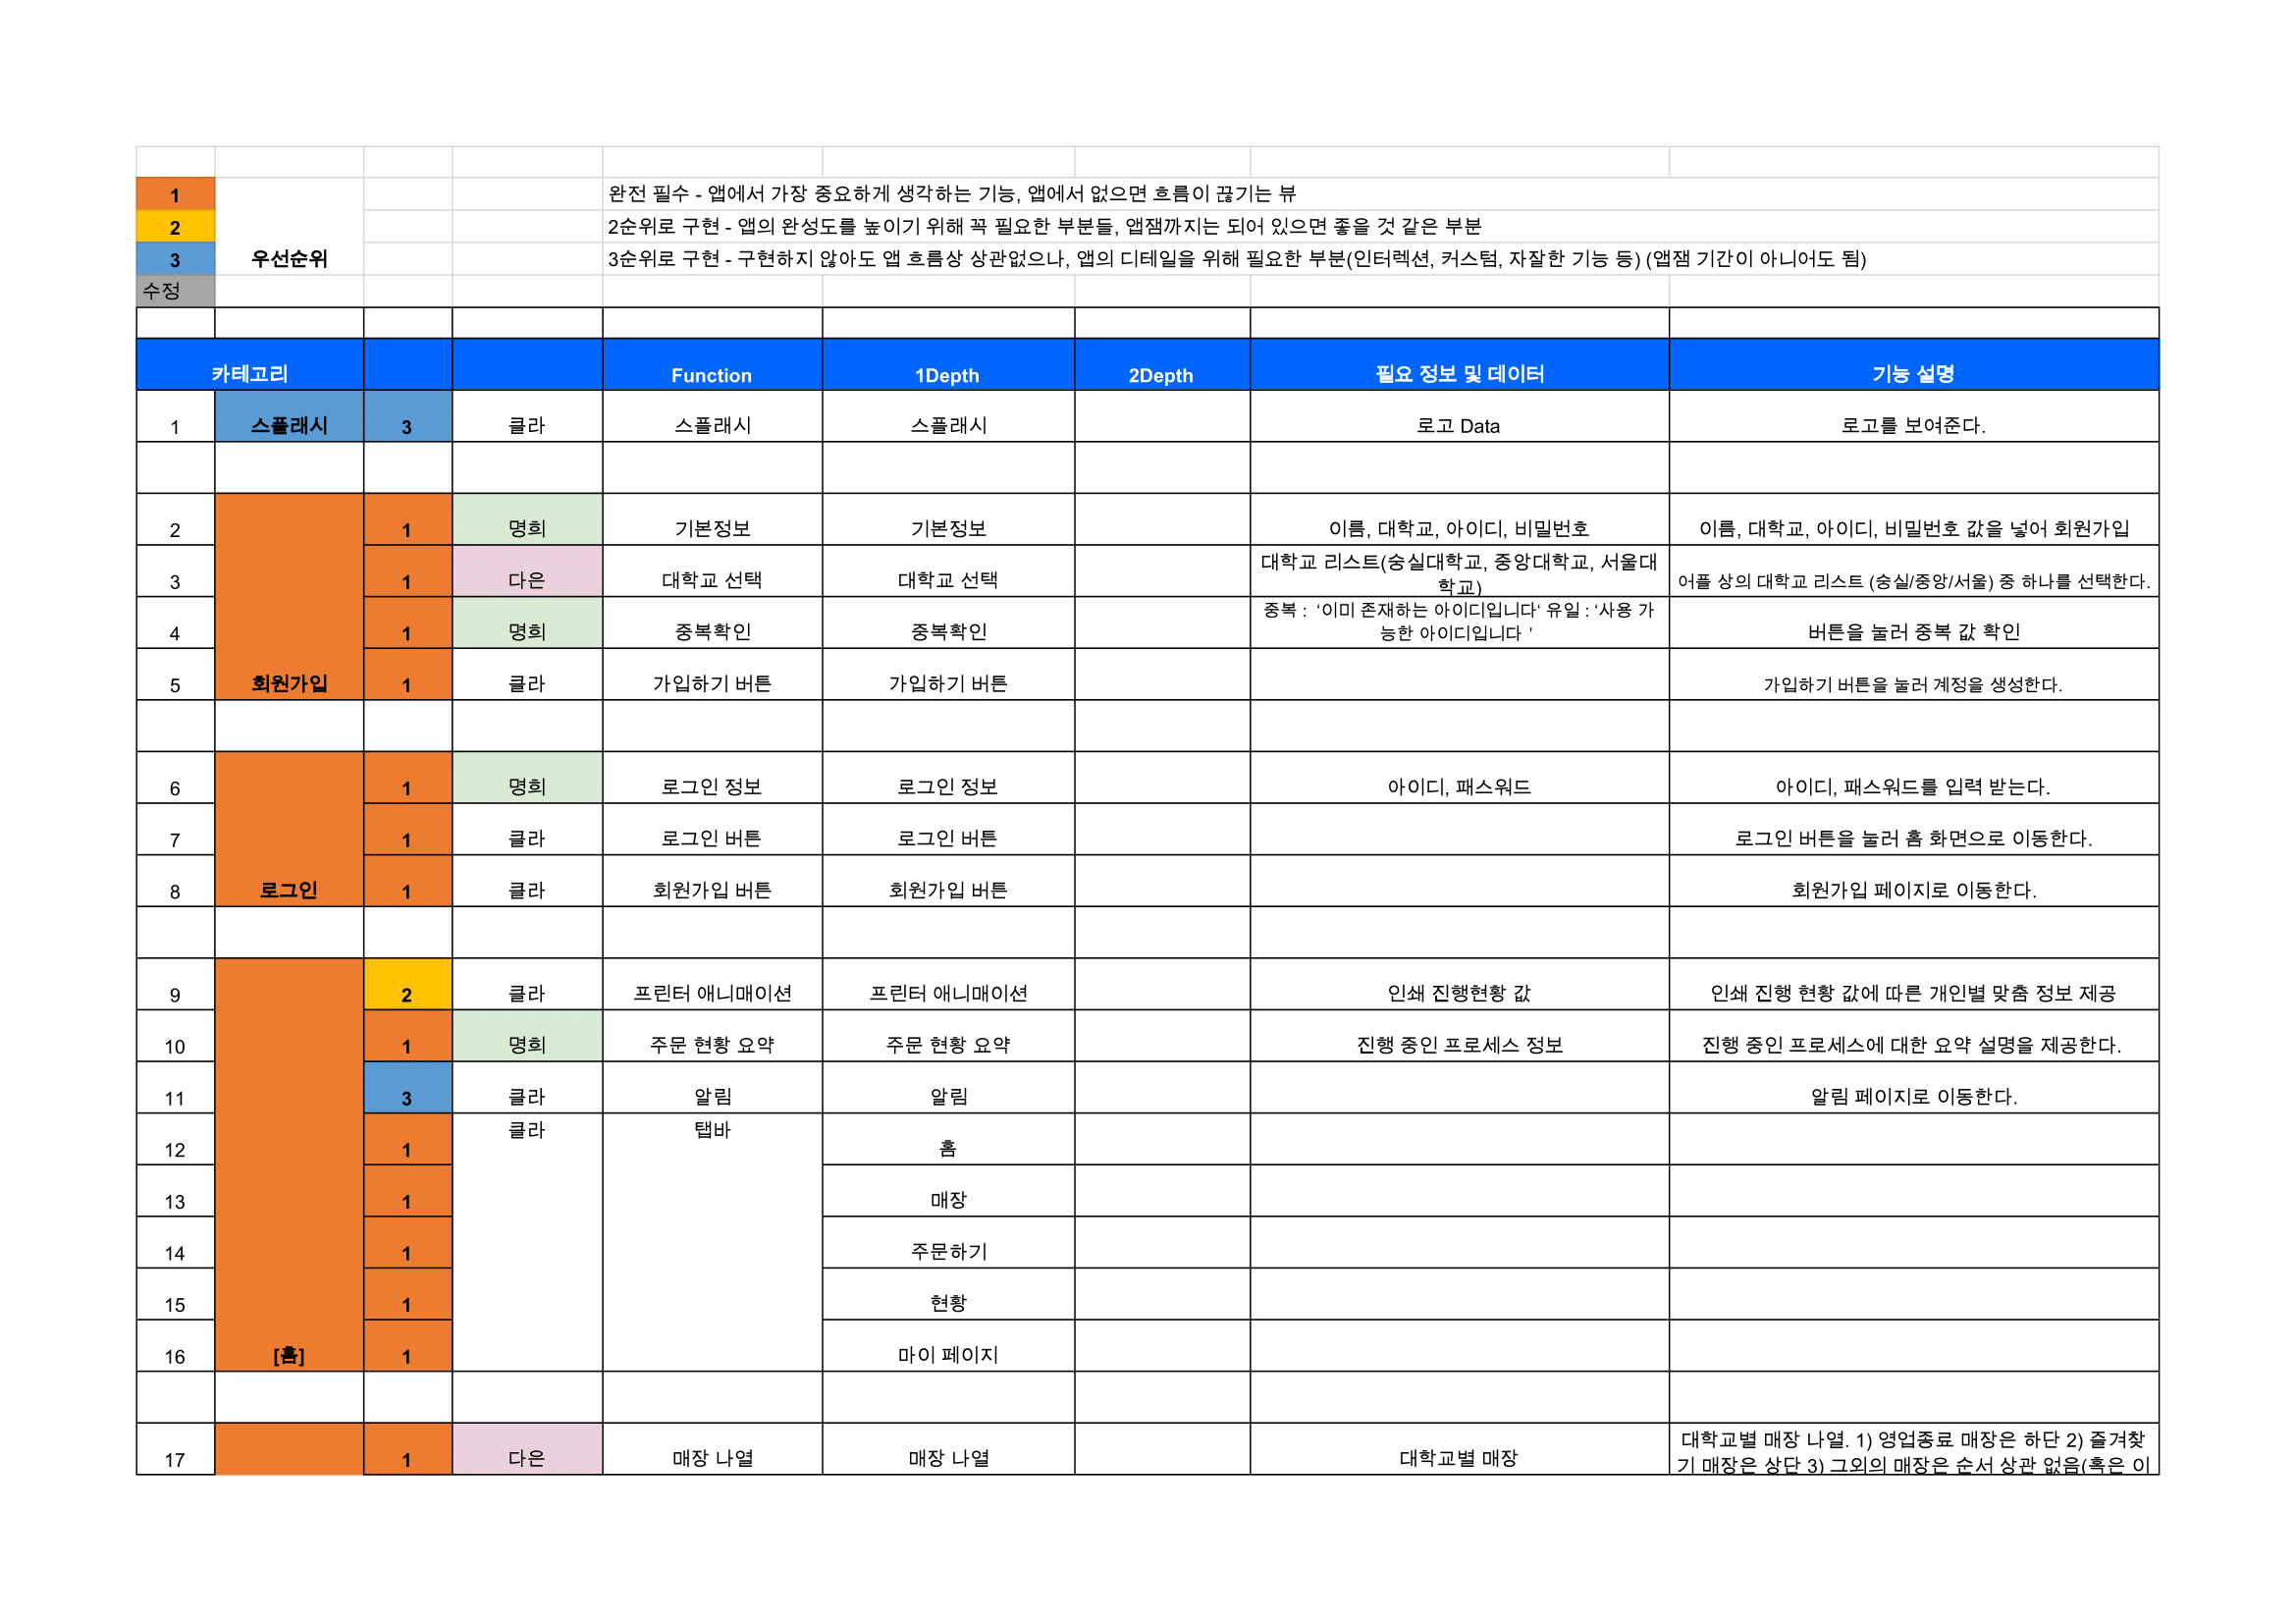 1 완전 필수 - 앱에서 가장 중요하게 생각하는 기능, 앱에서 없으면 흐름이 끊기는 뷰
2 2순위로 구현 - 앱의 완성도를 높이기 위해 꼭 필요한 부분들, 앱잼까지는 되어 있으면 좋을 것 같은 부분
3 우선순위 3순위로 구현 - 구현하지 않아도 앱 흐름상 상관없으나, 앱의 디테일을 위해 필요한 부분(인터렉션, 커스텀, 자잘한 기능 등) (앱잼 기간이 아니어도 됨)
수정
카테고리 Function 1Depth 2Depth 필요 정보 및 데이터 기능 설명
1 스플래시 3 클라 스플래시 스플래시 로고 Data 로고를 보여준다.
2 1 명희 기본정보 기본정보 이름, 대학교, 아이디, 비밀번호 이름, 대학교, 아이디, 비밀번호 값을 넣어 회원가입
3 1 다은 대학교 선택 대학교 선택 대학교 리스트(숭실대학교, 중앙대학교, 서울대
학교) 어플 상의 대학교 리스트 (숭실/중앙/서울) 중 하나를 선택한다.
4 1 명희 중복확인 중복확인 중복 : ‘이미 존재하는 아이디입니다‘ 유일 : ‘사용 가
능한 아이디입니다 ’ 버튼을 눌러 중복 값 확인
5 회원가입 1 클라 가입하기 버튼 가입하기 버튼 가입하기 버튼을 눌러 계정을 생성한다.
6 1 명희 로그인 정보 로그인 정보 아이디, 패스워드 아이디, 패스워드를 입력 받는다.
7 1 클라 로그인 버튼 로그인 버튼 로그인 버튼을 눌러 홈 화면으로 이동한다.
8 로그인 1 클라 회원가입 버튼 회원가입 버튼 회원가입 페이지로 이동한다.
9 2 클라 프린터 애니매이션 프린터 애니매이션 인쇄 진행현황 값 인쇄 진행 현황 값에 따른 개인별 맞춤 정보 제공
10 1 명희 주문 현황 요약 주문 현황 요약 진행 중인 프로세스 정보 진행 중인 프로세스에 대한 요약 설명을 제공한다.
11 3 클라 알림 알림 알림 페이지로 이동한다.
12 1 클라 탭바 홈
13 1 매장
14 1 주문하기
15 1 현황
16 [홈] 1 마이 페이지
17 1 다은 매장 나열 매장 나열 대학교별 매장 대학교별 매장 나열. 1) 영업종료 매장은 하단 2) 즐겨찾
기 매장은 상단 3) 그외의 매장은 순서 상관 없음(혹은 이